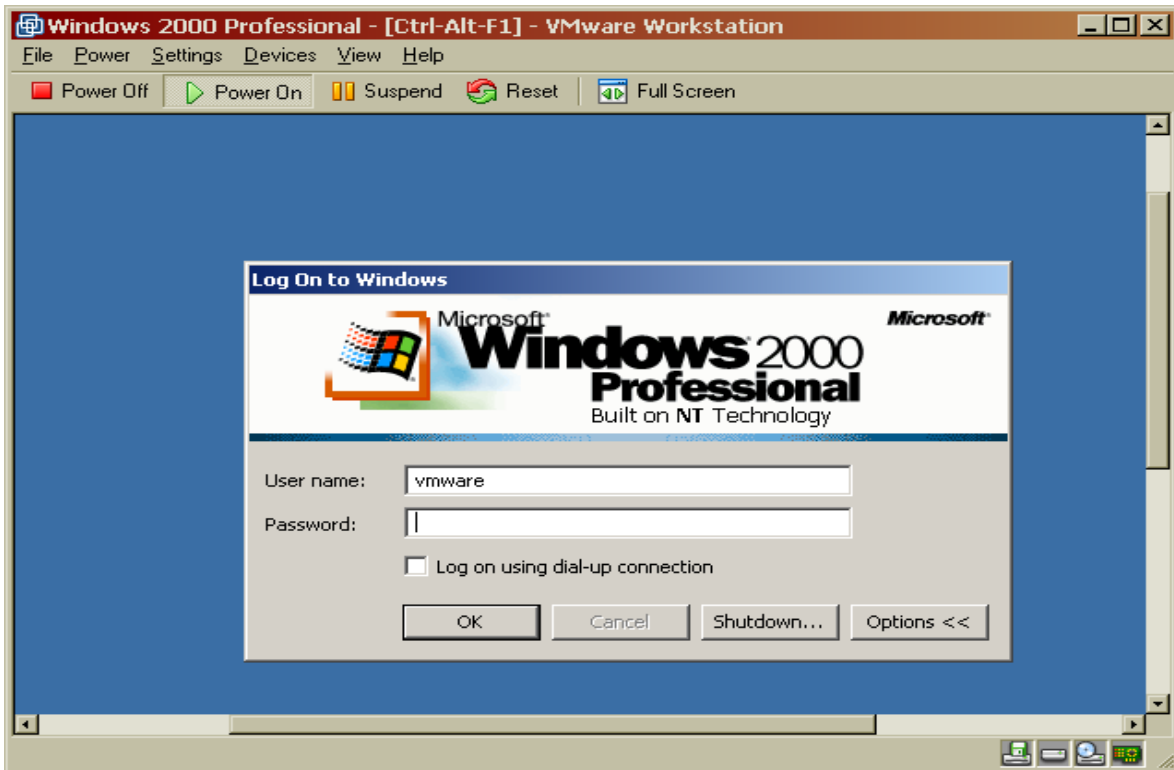 Windows 2000 Professional - [Ctrl-Alt-F1] - VMware Workstation
File Power Settings Devices View Help
Power Off Power On Suspend Reset Full Screen
Log On to Windows
Microsoft
Microsoft
Windows 2000
Professional
Built on NT Technology
User name: vmware
Password:
Log on using dial-up connection
OK Cancel Shutdown... Options <<